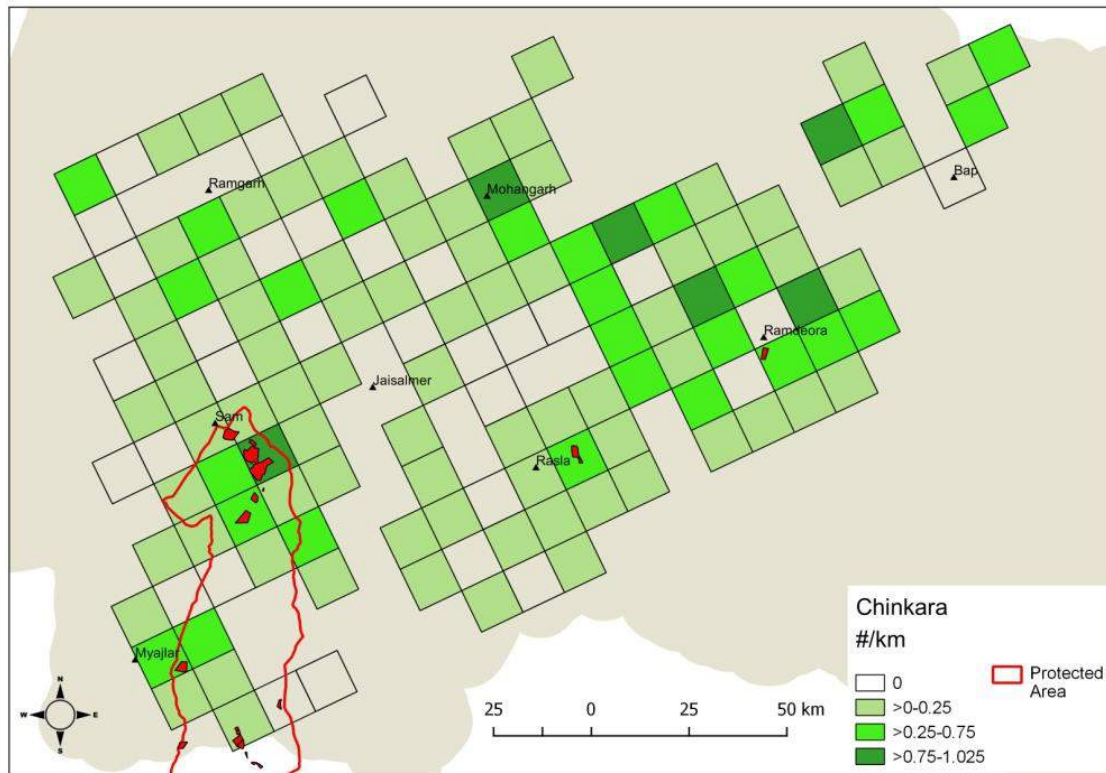 Ramgarh
Mohangarh
Bap
Ramdeora
Jaisalmer
Sam
Rasla
Myajlar
N
W
E
S
25 0 25 50 km
Chinkara
#/km
0
>0-0.25
>0.25-0.75
>0.75-1.025
Protected
Area